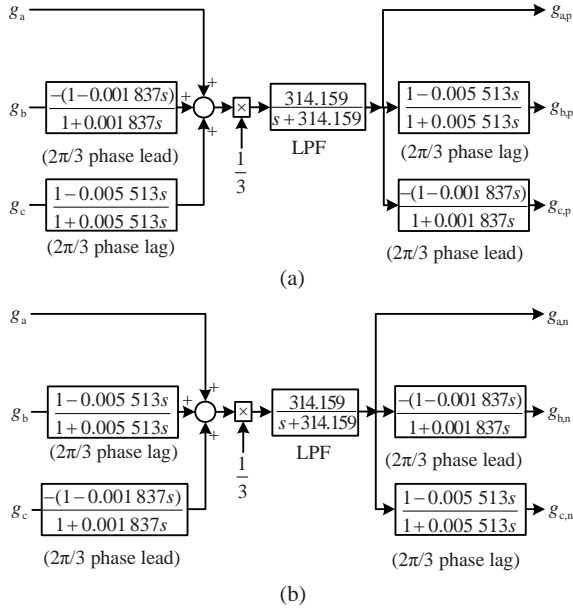 g_a
g_{a,p}
g_b
−(1−0.001 837s)
1+0.001 837s
(2π/3 phase lead)
+
+
+
×
1
3
314.159
s+314.159
LPF
1−0.005 513s
1+0.005 513s
(2π/3 phase lag)
g_{b,p}
g_c
1−0.005 513s
1+0.005 513s
(2π/3 phase lag)
−(1−0.001 837s)
1+0.001 837s
(2π/3 phase lead)
g_{c,p}
(a)
g_a
g_{a,n}
g_b
1−0.005 513s
1+0.005 513s
(2π/3 phase lag)
+
+
+
×
1
3
314.159
s+314.159
LPF
−(1−0.001 837s)
1+0.001 837s
(2π/3 phase lead)
g_{b,n}
g_c
−(1−0.001 837s)
1+0.001 837s
(2π/3 phase lead)
1−0.005 513s
1+0.005 513s
(2π/3 phase lag)
g_{c,n}
(b)